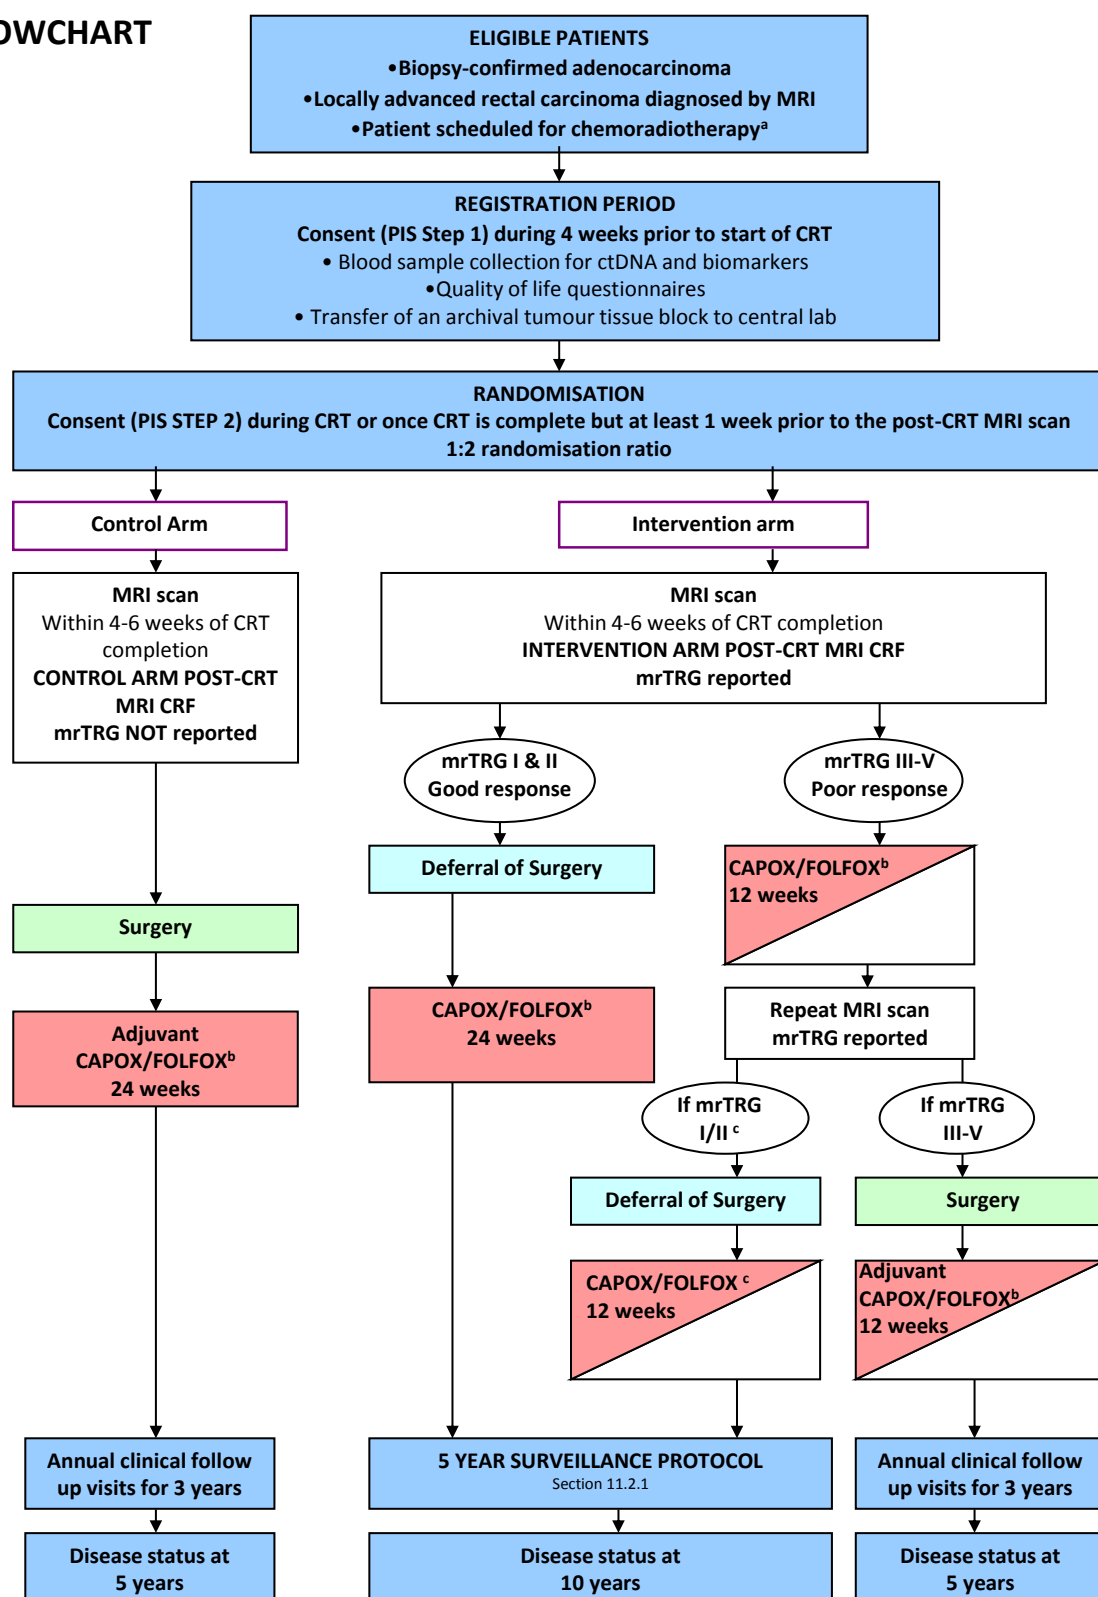 OWCHART
ELIGIBLE PATIENTS
•Biopsy-confirmed adenocarcinoma
•Locally advanced rectal carcinoma diagnosed by MRI
•Patient scheduled for chemoradiotherapyᵃ
REGISTRATION PERIOD
Consent (PIS Step 1) during 4 weeks prior to start of CRT
• Blood sample collection for ctDNA and biomarkers
•Quality of life questionnaires
• Transfer of an archival tumour tissue block to central lab
RANDOMISATION
Consent (PIS STEP 2) during CRT or once CRT is complete but at least 1 week prior to the post-CRT MRI scan
1:2 randomisation ratio
Control Arm
Intervention arm
MRI scan
Within 4-6 weeks of CRT
completion
CONTROL ARM POST-CRT
MRI CRF
mrTRG NOT reported
MRI scan
Within 4-6 weeks of CRT completion
INTERVENTION ARM POST-CRT MRI CRF
mrTRG reported
mrTRG I & II
Good response
mrTRG III-V
Poor response
Deferral of Surgery
CAPOX/FOLFOXᵇ
12 weeks
Surgery
CAPOX/FOLFOXᵇ
24 weeks
Repeat MRI scan
mrTRG reported
Adjuvant
CAPOX/FOLFOXᵇ
24 weeks
If mrTRG
I/II ᶜ
If mrTRG
III-V
Deferral of Surgery
Surgery
CAPOX/FOLFOX ᶜ
12 weeks
Adjuvant
CAPOX/FOLFOXᵇ
12 weeks
Annual clinical follow
up visits for 3 years
5 YEAR SURVEILLANCE PROTOCOL
Section 11.2.1
Annual clinical follow
up visits for 3 years
Disease status at
5 years
Disease status at
10 years
Disease status at
5 years